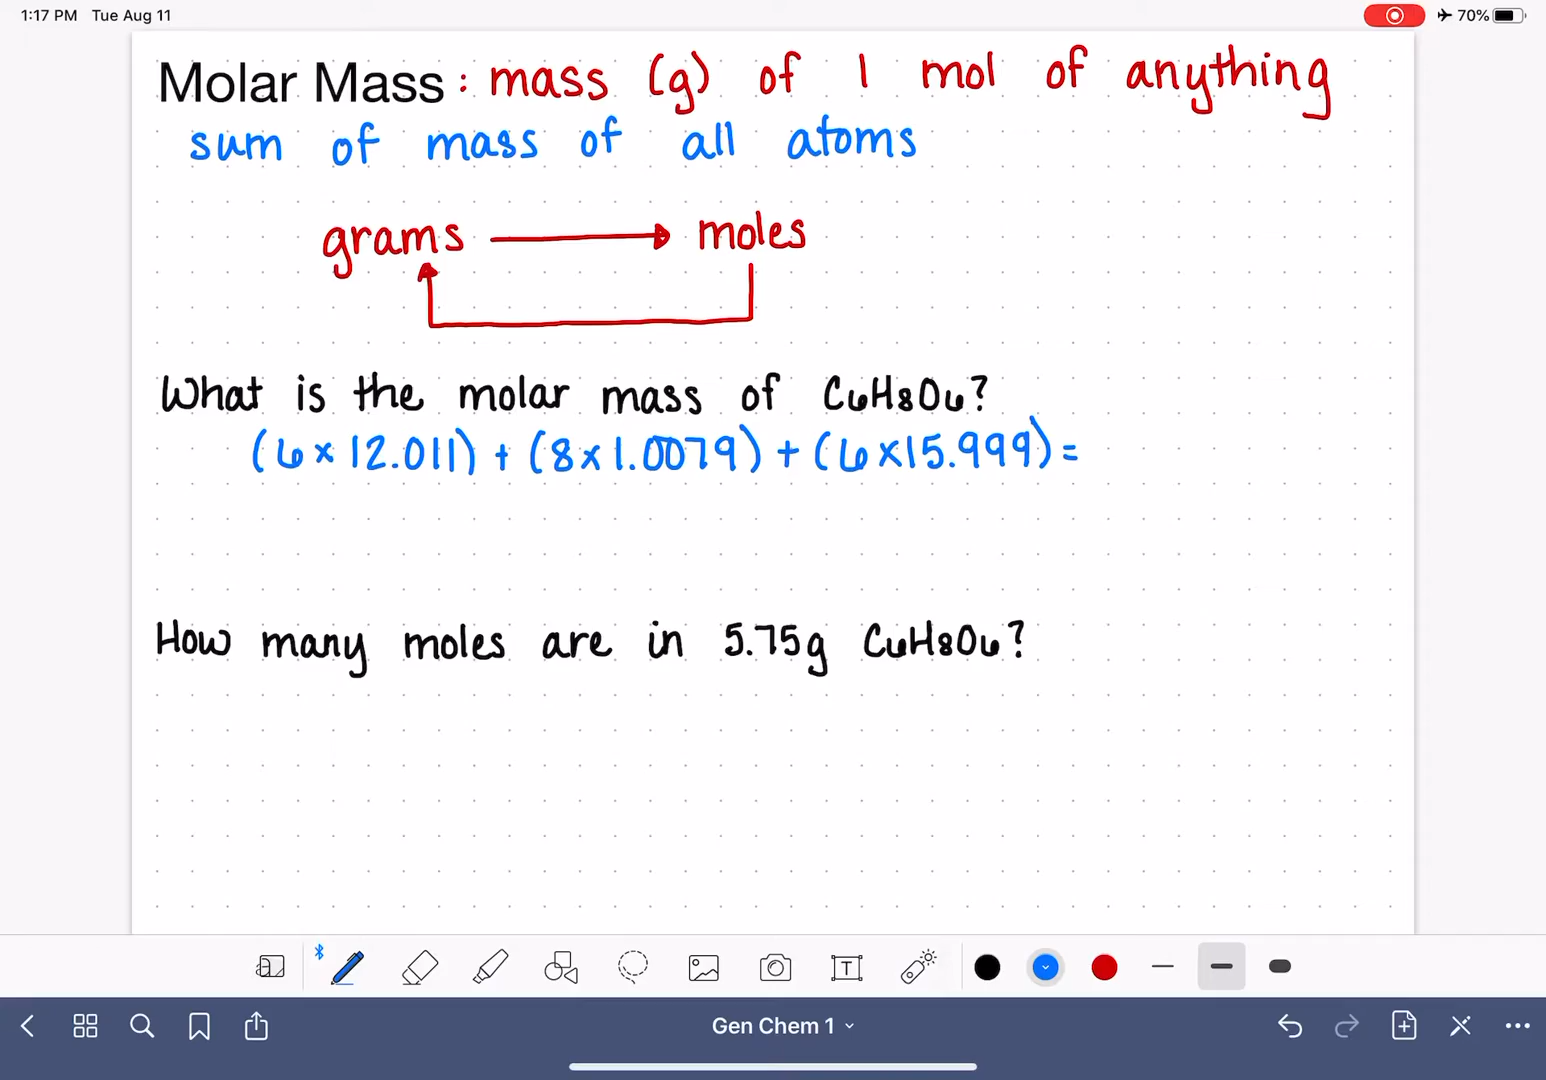 1:17 PM Tue Aug 11
70%
Molar Mass : mass (g) of 1 mol of anything
sum of mass of all atoms
grams → moles
What is the molar mass of C6H8O6?
(6 x 12.011) + (8 x 1.0079) + (6 x 15.999) =
How many moles are in 5.75g C6H8O6?
T
Gen Chem 1